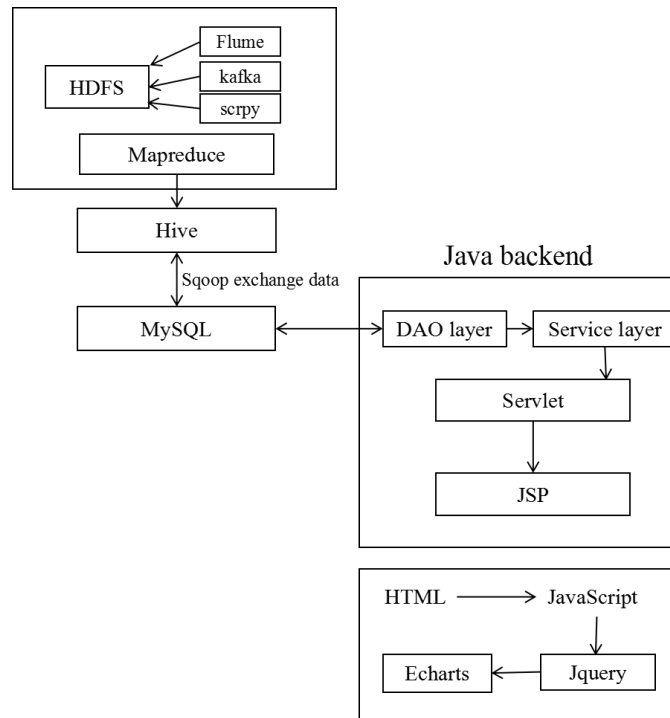 Flume
HDFS
kafka
scrpy
Mapreduce
Hive
Sqoop exchange data
MySQL
Java backend
DAO layer
Service layer
Servlet
JSP
HTML
JavaScript
Echarts
Jquery